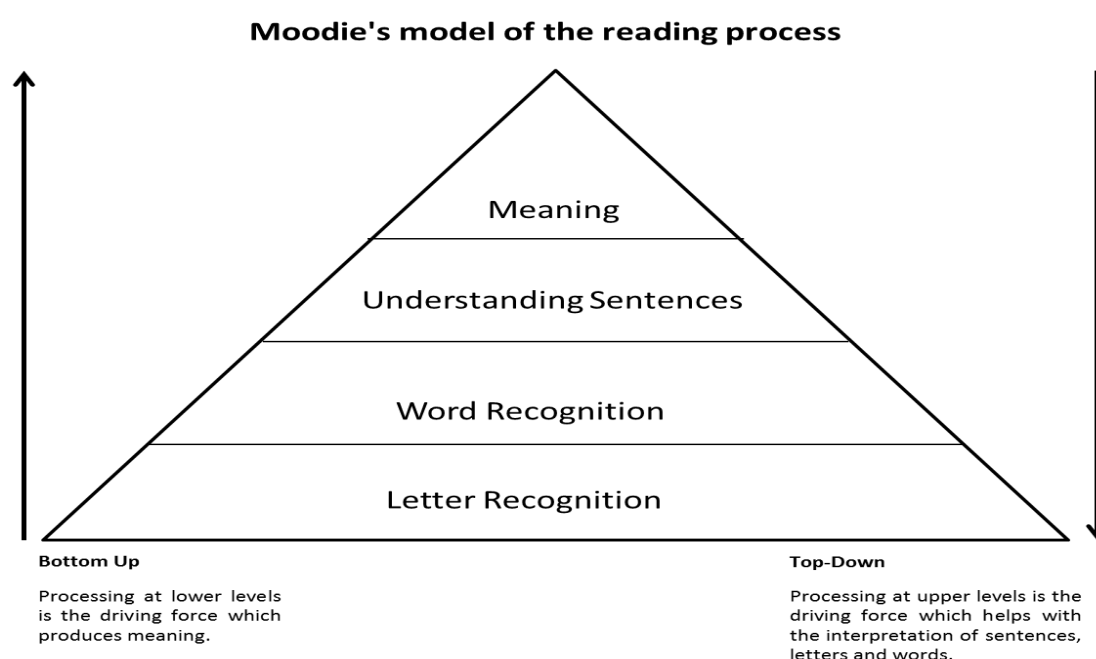 Moodie's model of the reading process
Meaning
Understanding Sentences
Word Recognition
Letter Recognition
Bottom Up
Processing at lower levels
is the driving force which
produces meaning.
Top-Down
Processing at upper levels is the
driving force which helps with
the interpretation of sentences,
letters and words.